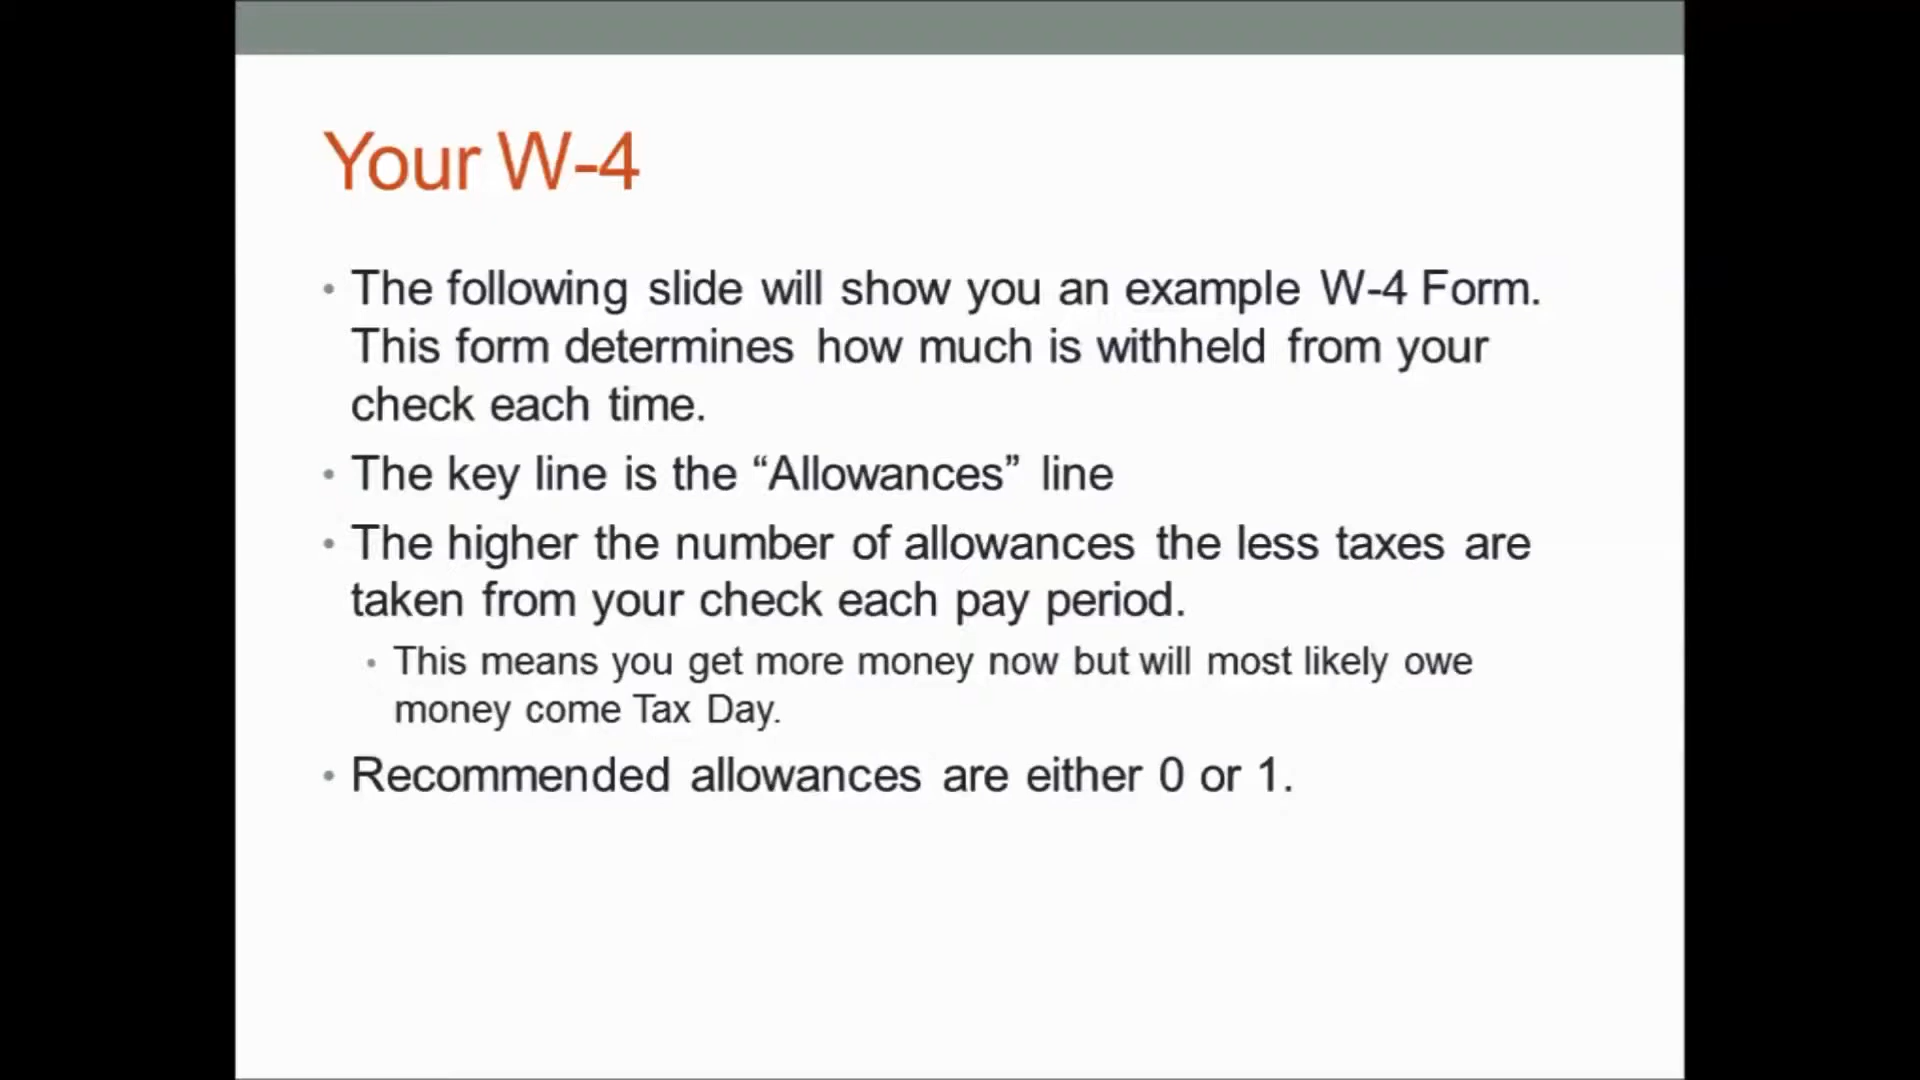 Your W-4
• The following slide will show you an example W-4 Form.
This form determines how much is withheld from your
check each time.
• The key line is the “Allowances” line
• The higher the number of allowances the less taxes are
taken from your check each pay period.
• This means you get more money now but will most likely owe
money come Tax Day.
• Recommended allowances are either 0 or 1.